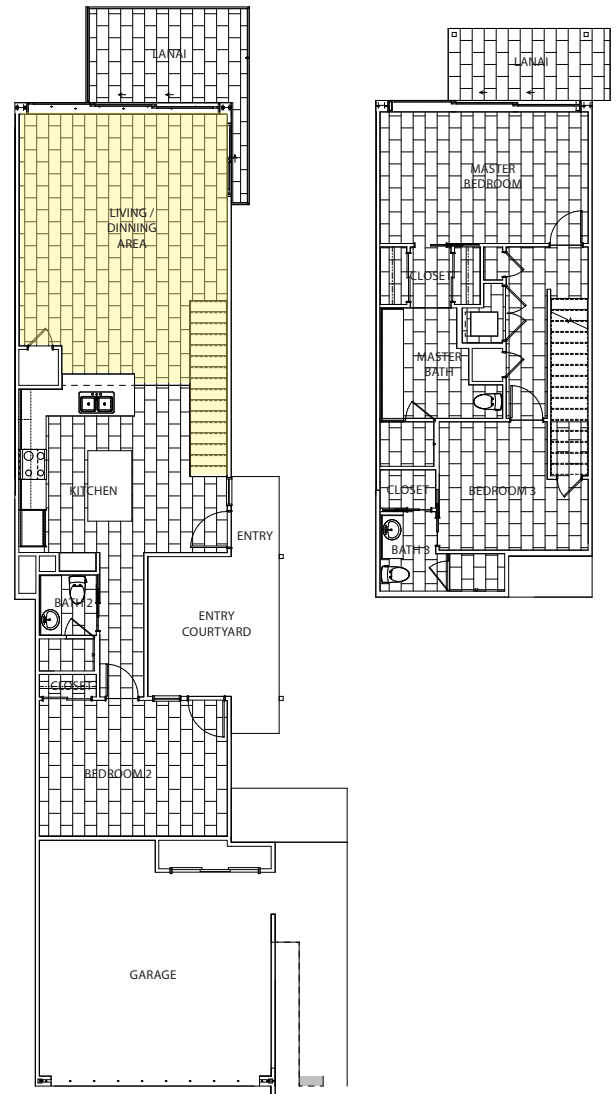 LANAI
LIVING /
DINNING
AREA
KITCHEN
ENTRY
BATH 2
ENTRY
COURTYARD
CLOSET
BEDROOM 2
GARAGE
LANAI
MASTER
BEDROOM
CLOSET
MASTER
BATH
CLOSET
BEDROOM 3
BATH 3